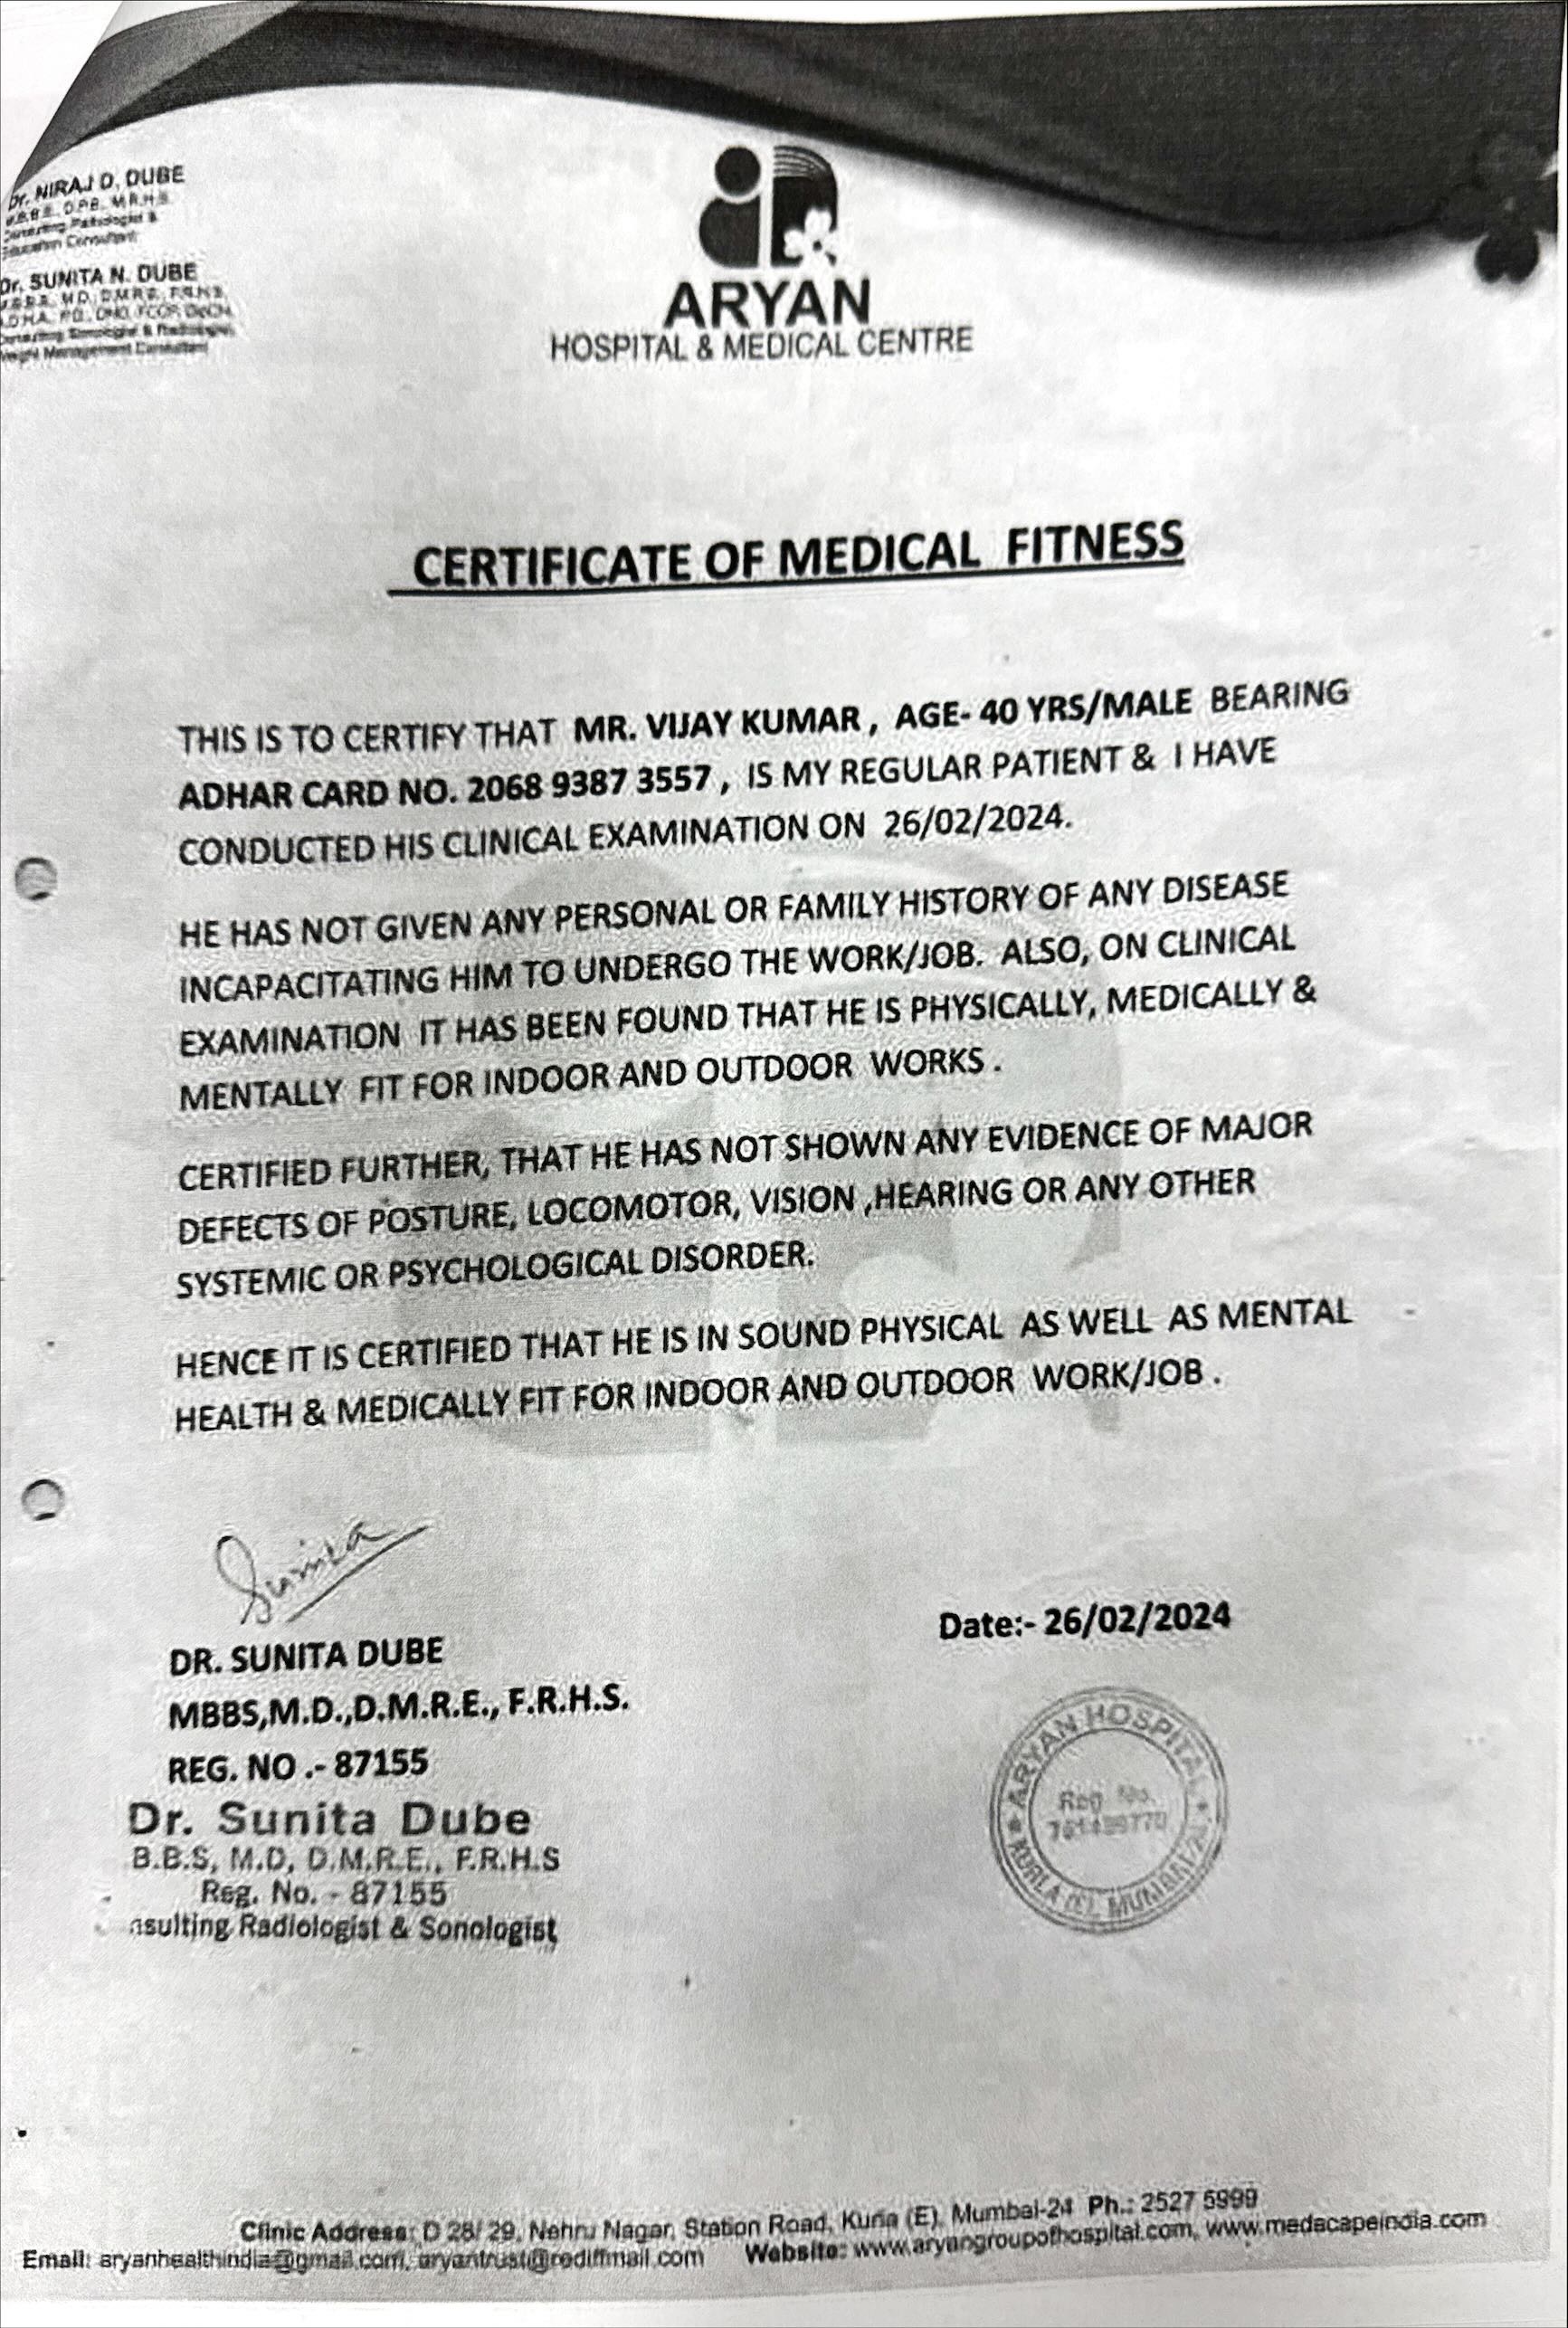 Dr. NIRAJ D. DUBE
M.B.B.S., D.P.B., M.R.H.S.
Consulting Pathologist &
Education Consultant
Dr. SUNITA N. DUBE
M.B.B.S., M.D., D.M.R.E., F.R.H.S.
Consulting Sonologist & Radiologist,
Weight Management Consultant
ARYAN
HOSPITAL & MEDICAL CENTRE
CERTIFICATE OF MEDICAL FITNESS
THIS IS TO CERTIFY THAT MR. VIJAY KUMAR , AGE- 40 YRS/MALE BEARING
ADHAR CARD NO. 2068 9387 3557 , IS MY REGULAR PATIENT & I HAVE
CONDUCTED HIS CLINICAL EXAMINATION ON 26/02/2024.
HE HAS NOT GIVEN ANY PERSONAL OR FAMILY HISTORY OF ANY DISEASE
INCAPACITATING HIM TO UNDERGO THE WORK/JOB. ALSO, ON CLINICAL
EXAMINATION IT HAS BEEN FOUND THAT HE IS PHYSICALLY, MEDICALLY &
MENTALLY FIT FOR INDOOR AND OUTDOOR WORKS .
CERTIFIED FURTHER, THAT HE HAS NOT SHOWN ANY EVIDENCE OF MAJOR
DEFECTS OF POSTURE, LOCOMOTOR, VISION ,HEARING OR ANY OTHER
SYSTEMIC OR PSYCHOLOGICAL DISORDER.
HENCE IT IS CERTIFIED THAT HE IS IN SOUND PHYSICAL AS WELL AS MENTAL
HEALTH & MEDICALLY FIT FOR INDOOR AND OUTDOOR WORK/JOB .
Sunita
DR. SUNITA DUBE
MBBS,M.D.,D.M.R.E., F.R.H.S.
REG. NO .- 87155
Dr. Sunita Dube
B.B.S, M.D, D.M.R.E., F.R.H.S
Reg. No. - 87155
nsulting Radiologist & Sonologist
Date:- 26/02/2024
ARYAN HOSPITAL
Reg. No.
KURLA (E), MUMBAI
Clinic Address: D 28/ 29, Nehru Nagar, Station Road, Kurla (E), Mumbai-24 Ph.: 2527 5999
Email: aryanhealthindia@gmail.com, aryantrust@rediffmail.com Website: www.aryangroupofhospital.com, www.medscapeindia.com